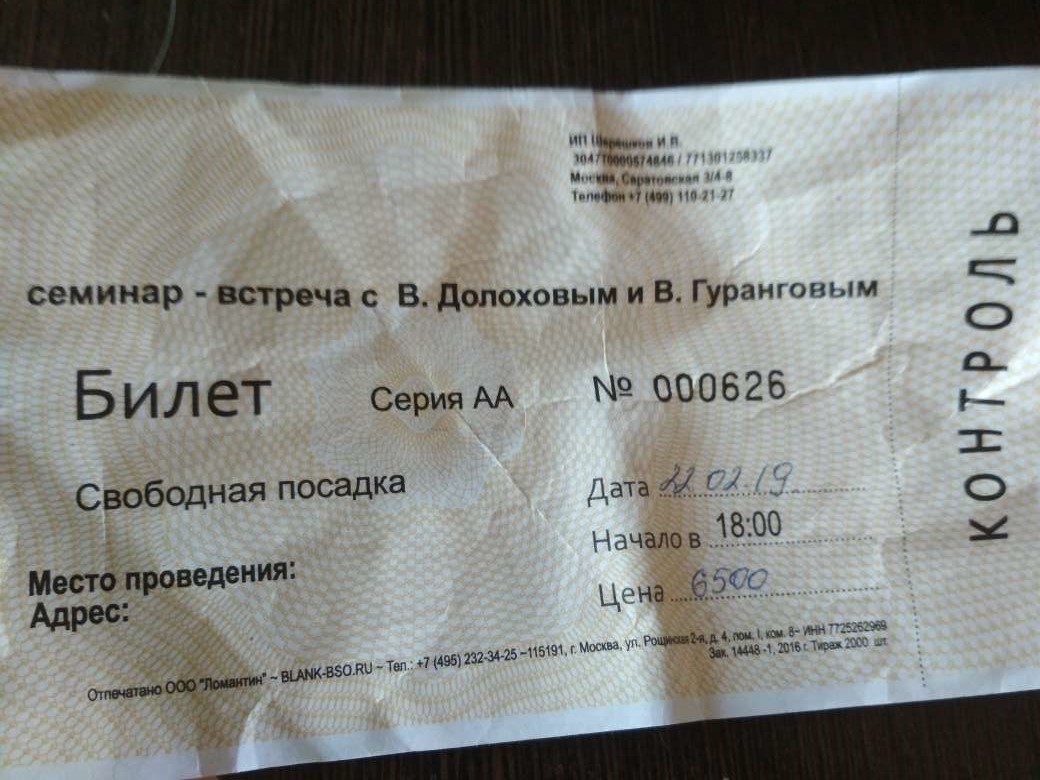 ИП И.В.
304770000574646 / 771301258337
Москва, Саратовская 3/4-8
Телефон +7 (499) 110-21-27
семинар - встреча с В. Долоховым и В. Гуранговым
Билет Серия АА № 000626
Свободная посадка
Дата 22 02.19
Начало в 18:00
Цена 6500
Место проведения:
Адрес:
Отпечатано ООО "Ломантин" ~ BLANK-BSO.RU ~ Тел.: +7 (495) 232-34-25 ~115191, г. Москва, ул. Рощинская 2-я, д. 4, пом. I, ком. 8~ ИНН 7725262969
Зак. 14448 -1, 2016 г. Тираж 2000 шт.
КОНТРОЛЬ